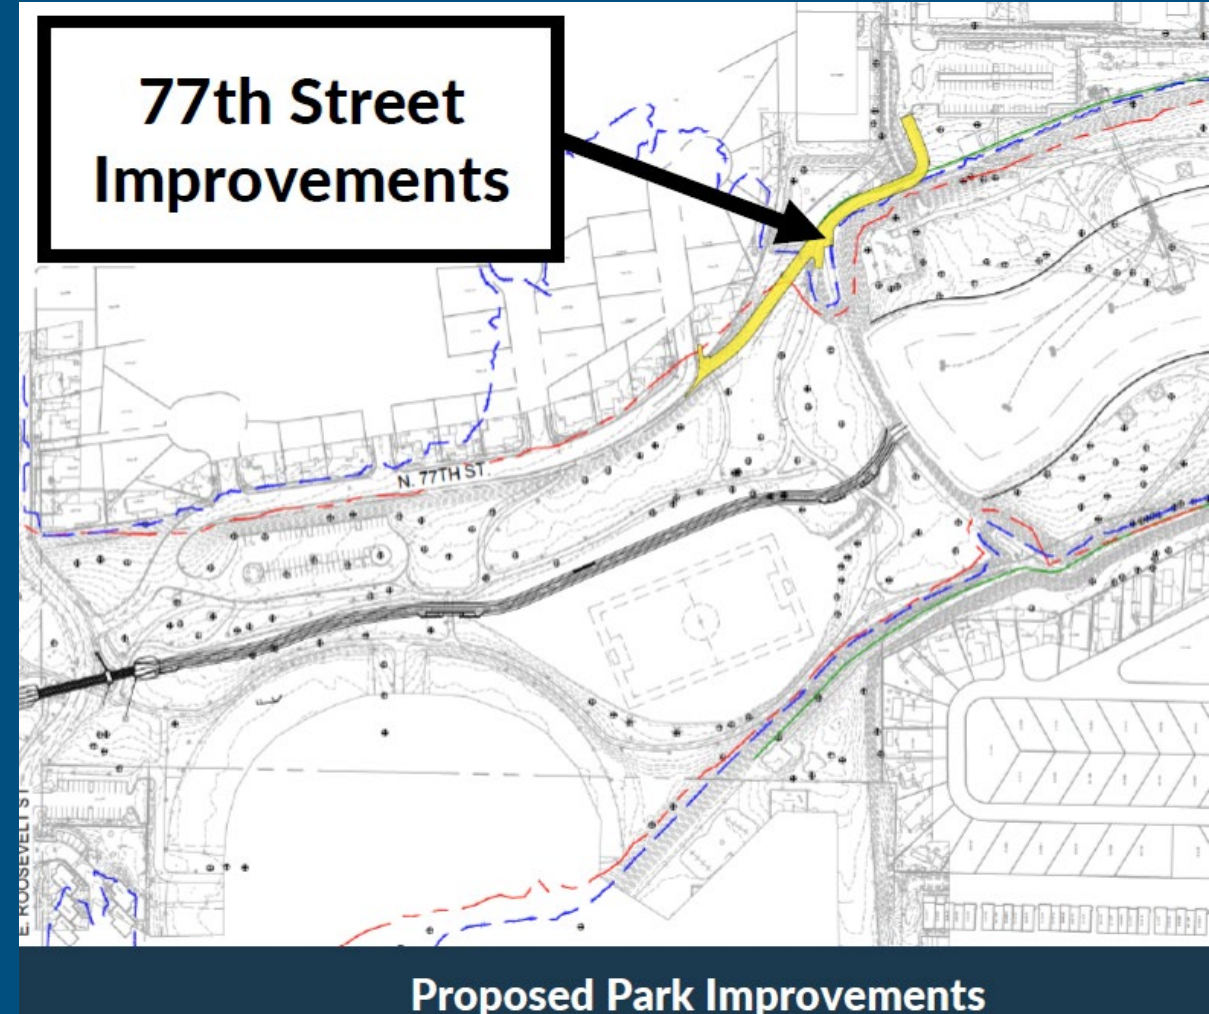 77th Street
Improvements
N. 77TH ST.
E. ROOSEVELT ST
Proposed Park Improvements